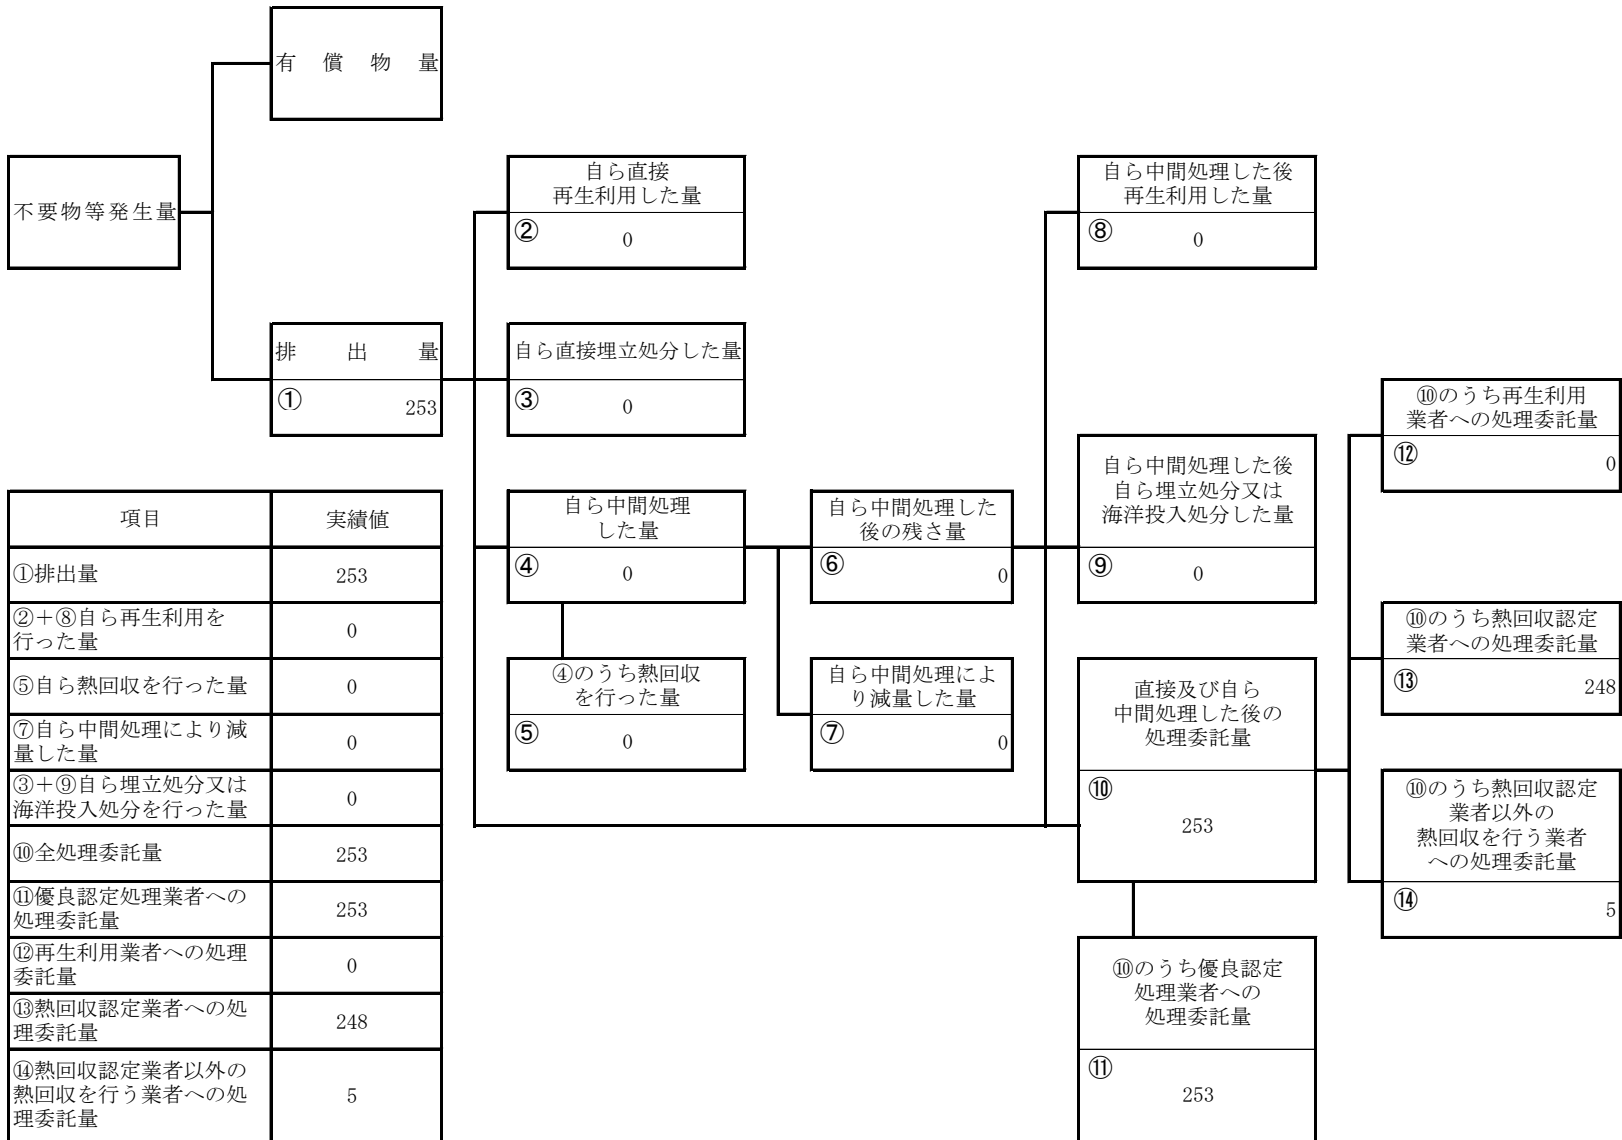 有償物量
不要物等発生量
排出量
① 253
自ら直接
再生利用した量
② 0
自ら直接埋立処分した量
③ 0
自ら中間処理
した量
④ 0
④のうち熱回収
を行った量
⑤ 0
自ら中間処理した
後の残さ量
⑥ 0
自ら中間処理によ
り減量した量
⑦ 0
自ら中間処理した後
再生利用した量
⑧ 0
自ら中間処理した後
自ら埋立処分又は
海洋投入処分した量
⑨ 0
直接及び自ら
中間処理した後の
処理委託量
⑩
253
⑩のうち優良認定
処理業者への
処理委託量
⑪
253
⑩のうち再生利用
業者への処理委託量
⑫ 0
⑩のうち熱回収認定
業者への処理委託量
⑬ 248
⑩のうち熱回収認定
業者以外の
熱回収を行う業者
への処理委託量
⑭ 5
項目 実績値
①排出量 253
②＋⑧自ら再生利用を
行った量 0
⑤自ら熱回収を行った量 0
⑦自ら中間処理により減
量した量 0
③＋⑨自ら埋立処分又は
海洋投入処分を行った量 0
⑩全処理委託量 253
⑪優良認定処理業者への
処理委託量 253
⑫再生利用業者への処理
委託量 0
⑬熱回収認定業者への処
理委託量 248
⑭熱回収認定業者以外の
熱回収を行う業者への処 5
理委託量